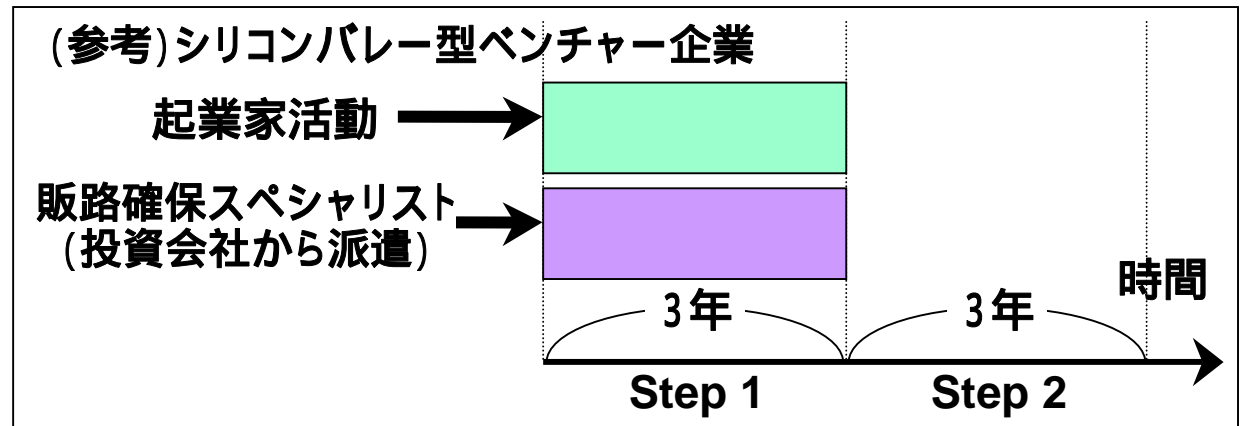 (参考)シリコンバレー型ベンチャー企業
起業家活動
販路確保スペシャリスト
(投資会社から派遣)
時間
3年
3年
Step 1
Step 2